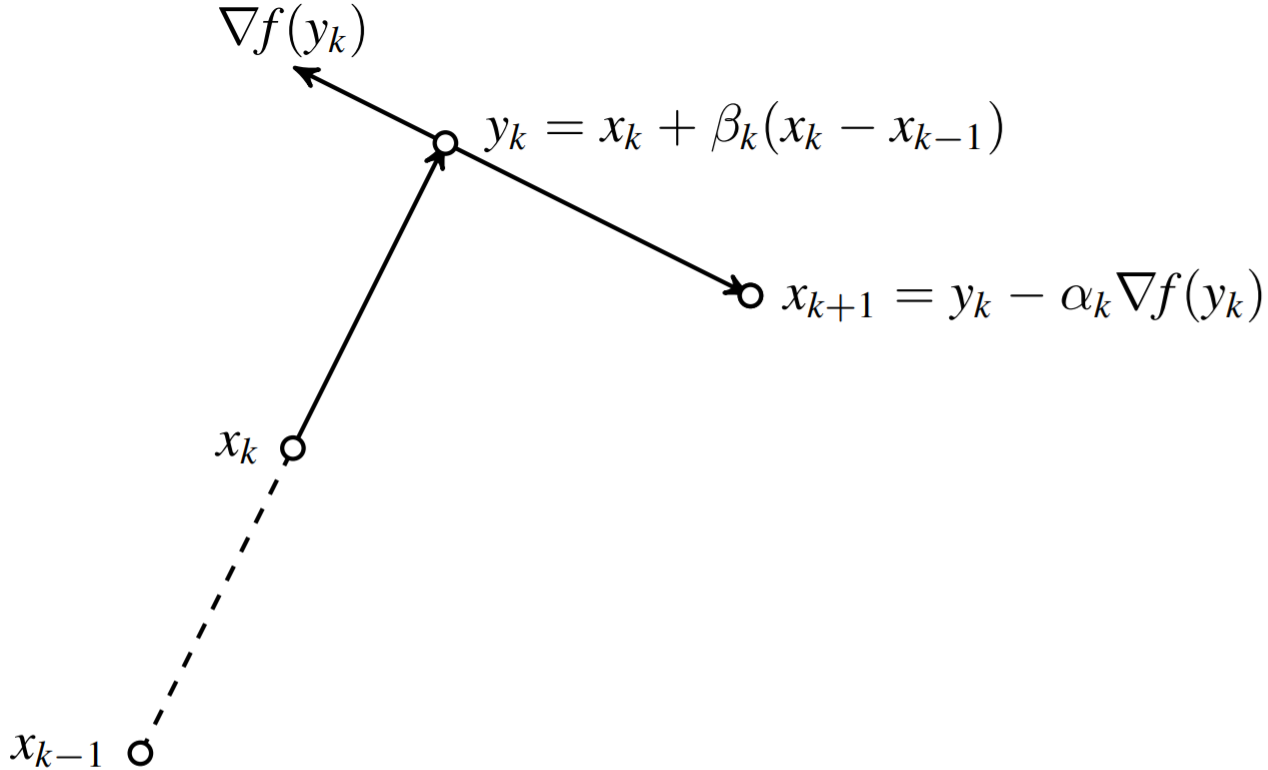 ∇f(y_k)
y_k = x_k + β_k(x_k − x_{k−1})
x_{k+1} = y_k − α_k∇f(y_k)
x_k
x_{k−1}